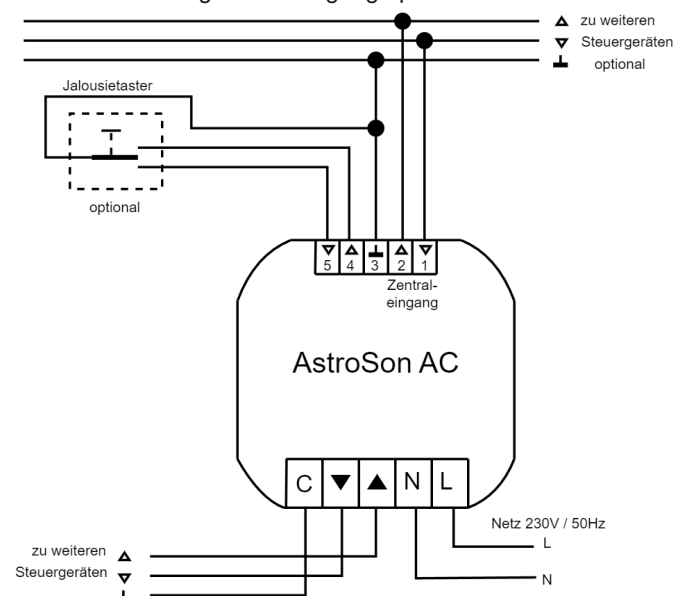 zu weiteren
Steuergeräten
optional
Jalousietaster
optional
5 4 3 2 1
Zentral-
eingang
AstroSon AC
C N L
Netz 230V / 50Hz
L
zu weiteren
Steuergeräten
N